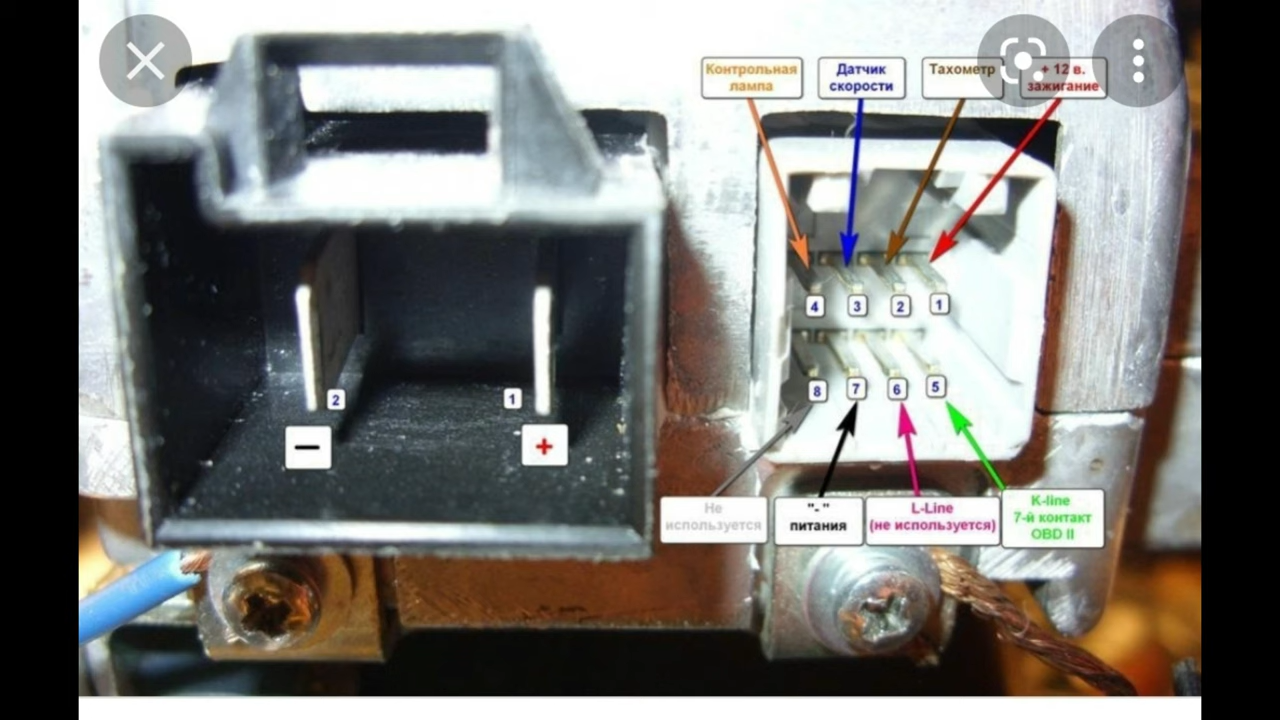 Контрольная
лампа
Датчик
скорости
Тахометр
+ 12 в.
зажигание
4
3
2
1
8
7
6
5
2
1
−
+
Не
используется
"- "
питания
L-Line
(не используется)
K-line
7-й контакт
OBD II